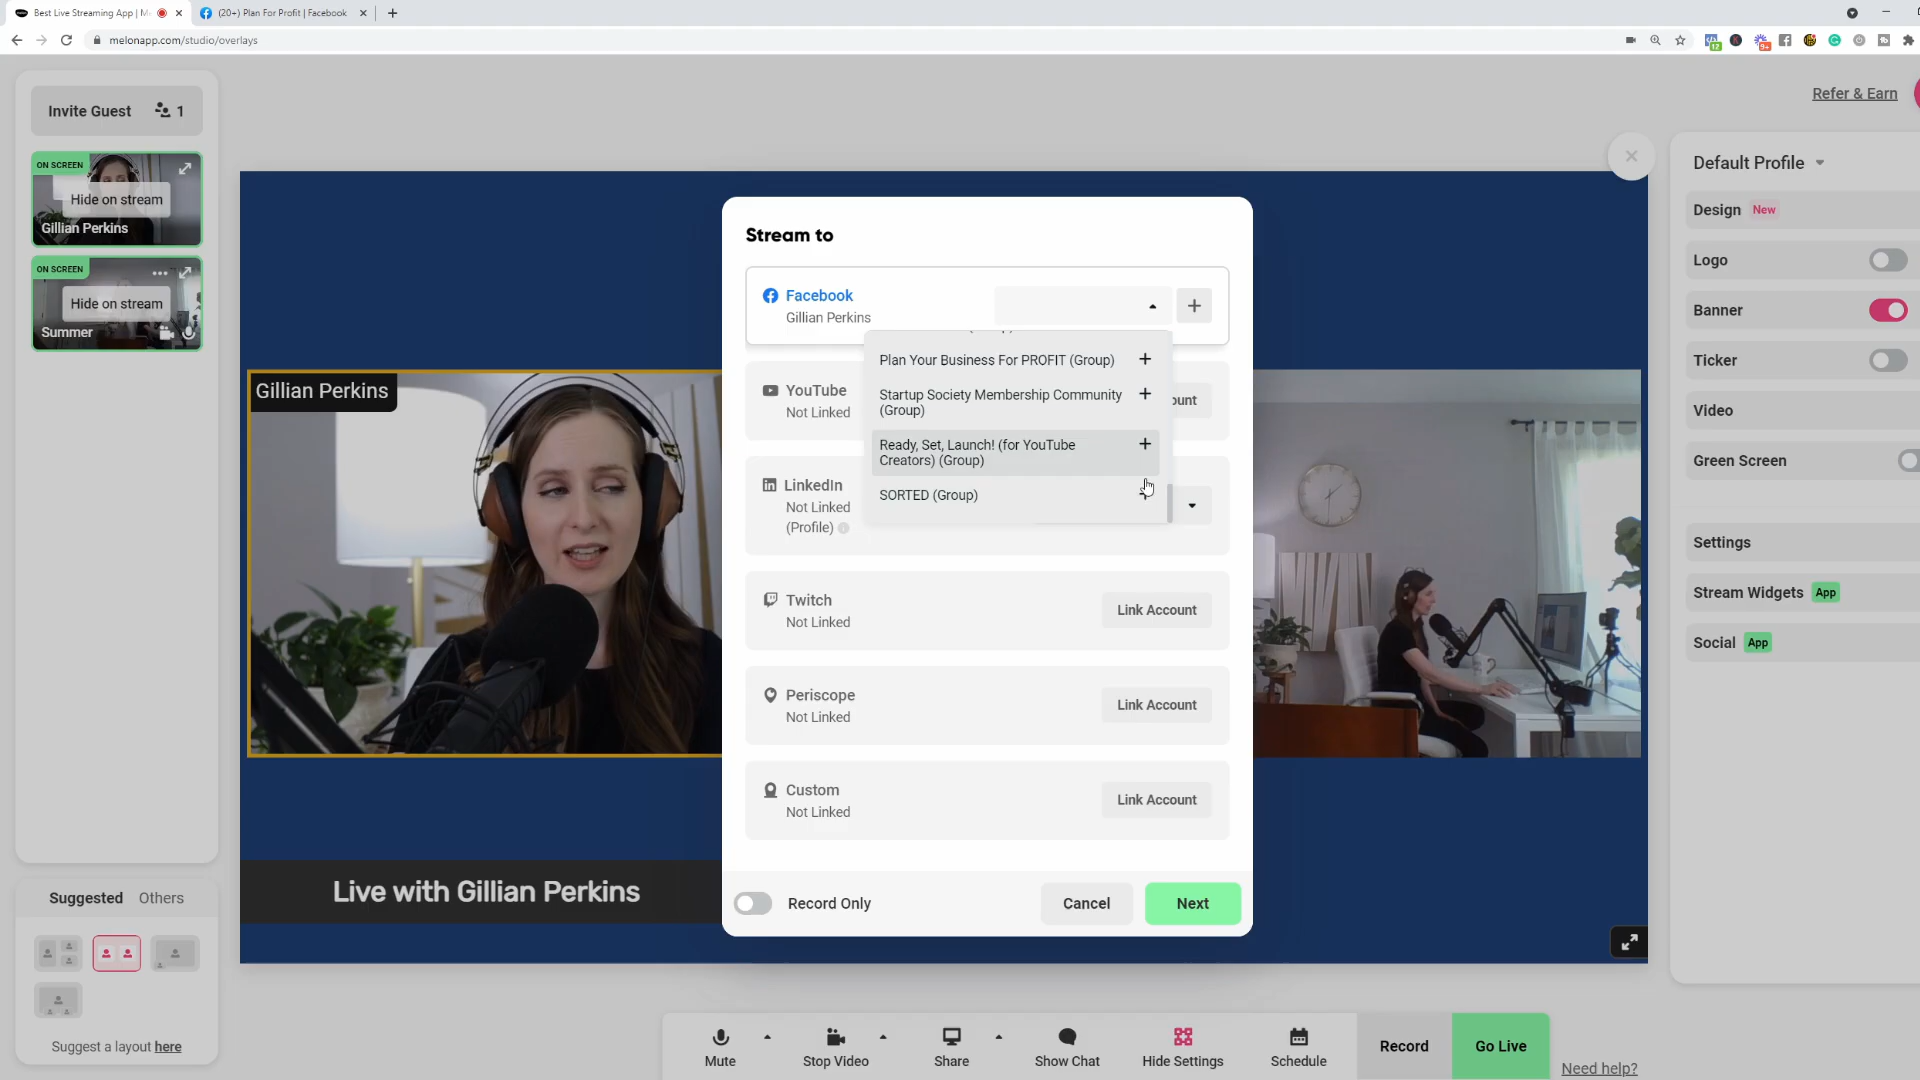 Best Live Streaming App | M
(20+) Plan For Profit | Facebook
melonapp.com/studio/overlays
12
9+
Invite Guest 1
Refer & Earn
ON SCREEN
Hide on stream
Gillian Perkins
ON SCREEN
Hide on stream
Summer
Default Profile
Design New
Logo
Banner
Ticker
Video
Green Screen
Settings
Stream Widgets App
Social App
Gillian Perkins
Live with Gillian Perkins
Stream to
Facebook
Gillian Perkins
Plan Your Business For PROFIT (Group)
Startup Society Membership Community
(Group)
Ready, Set, Launch! (for YouTube
Creators) (Group)
SORTED (Group)
YouTube
Not Linked
ount
LinkedIn
Not Linked
(Profile)
Twitch
Not Linked
Link Account
Periscope
Not Linked
Link Account
Custom
Not Linked
Link Account
Record Only
Cancel
Next
Suggested Others
Suggest a layout here
Mute
Stop Video
Share
Show Chat
Hide Settings
Schedule
Record
Go Live
Need help?